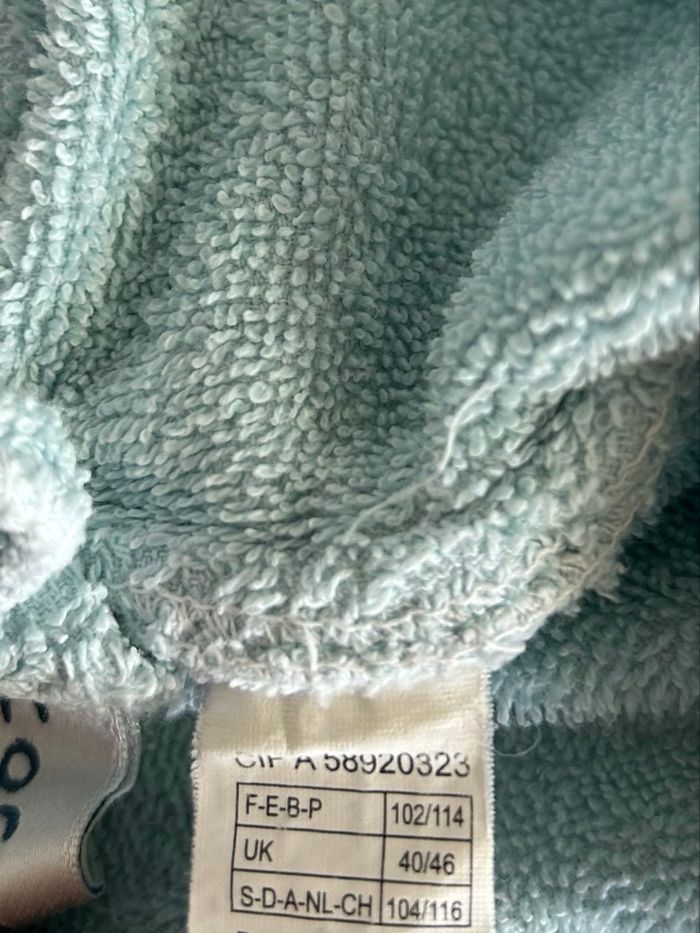 CIF A 58920323
F-E-B-P 102/114
UK 40/46
S-D-A-NL-CH 104/116